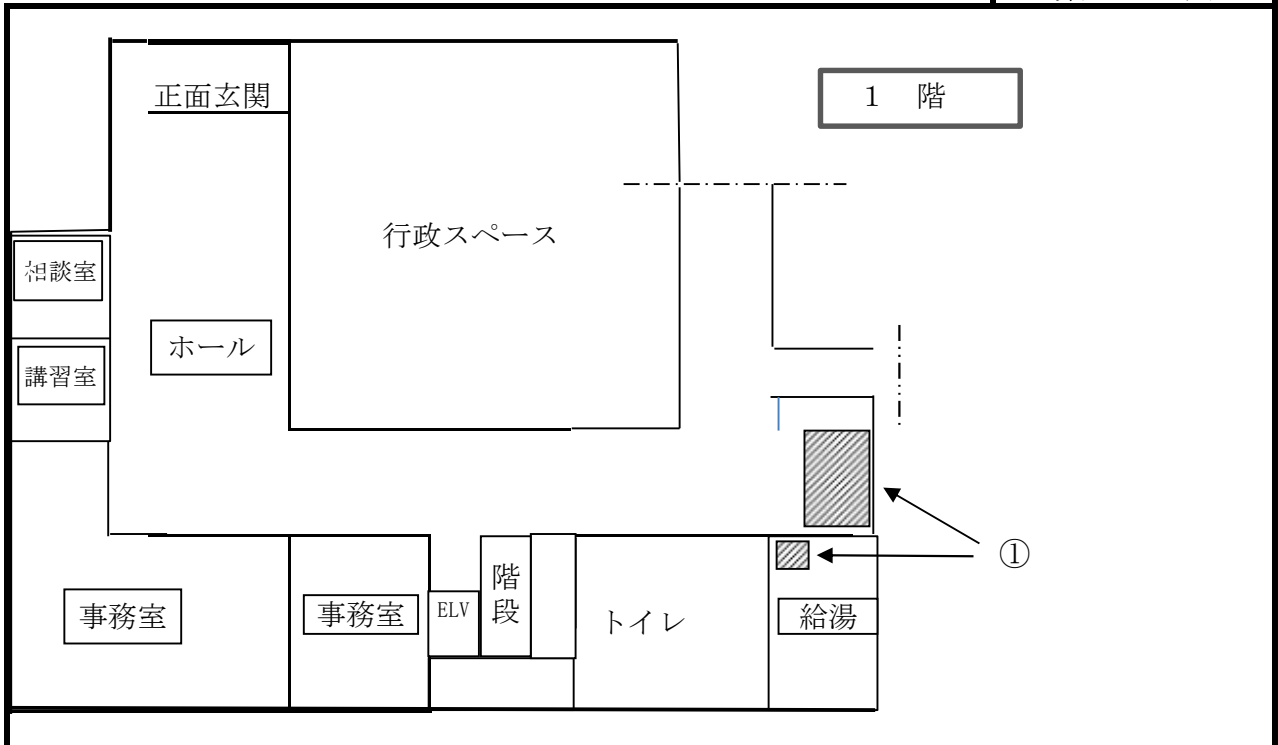 正面玄関
1 階
行政スペース
相談室
ホール
講習室
①
事務室
事務室
ELV
階段
トイレ
給湯